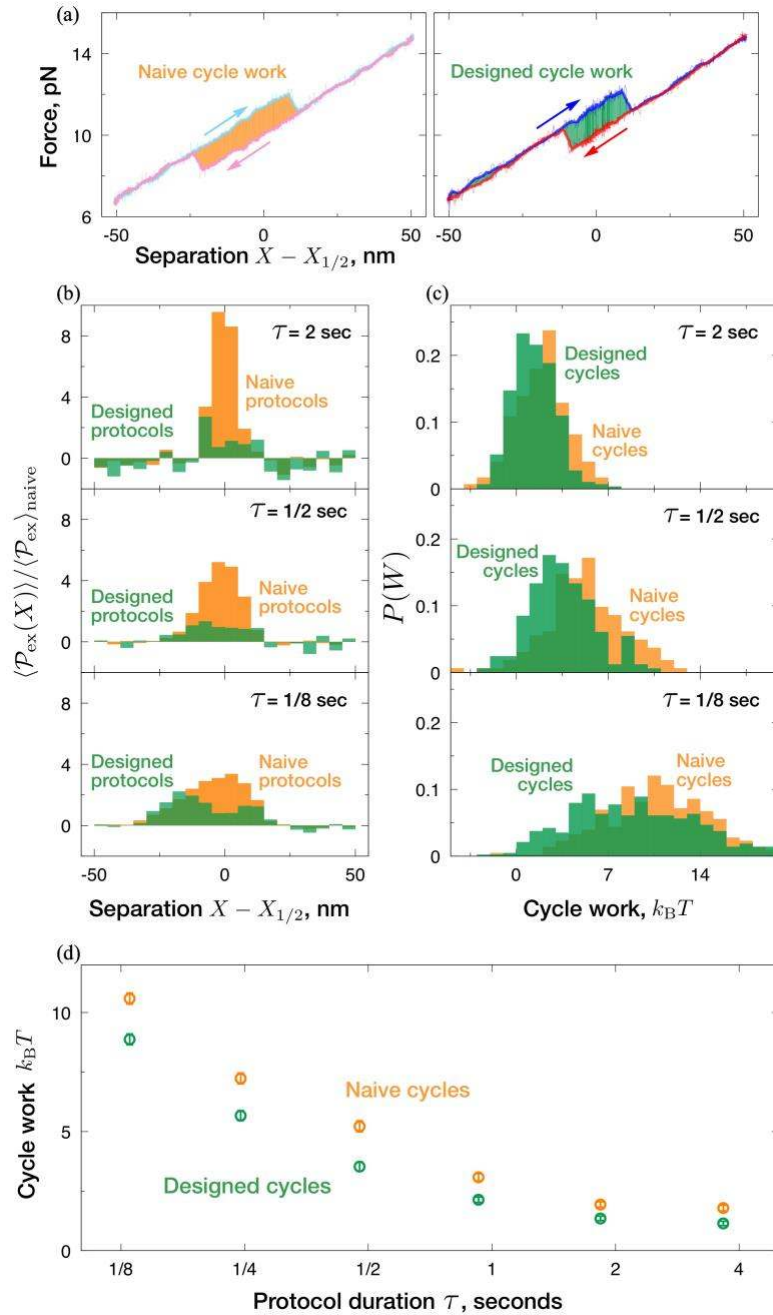 (a)
Naive cycle work
Designed cycle work
Force, pN
14
10
6
-50
0
50
-50
0
50
Separation X − X1/2, nm
(b)
τ = 2 sec
Designed
protocols
Naive
protocols
8
4
0
τ = 1/2 sec
Designed
protocols
Naive
protocols
8
4
0
τ = 1/8 sec
Designed
protocols
Naive
protocols
8
4
0
⟨Pex(X)⟩/⟨Pex⟩naive
-50
0
50
Separation X − X1/2, nm
(c)
τ = 2 sec
Designed
cycles
Naive
cycles
0.2
0.1
0
τ = 1/2 sec
Designed
cycles
Naive
cycles
0.2
0.1
0
τ = 1/8 sec
Designed
cycles
Naive
cycles
0.2
0.1
0
P(W)
0
7
14
Cycle work, kBT
(d)
Cycle work kBT
10
5
0
Naive cycles
Designed cycles
1/8
1/4
1/2
1
2
4
Protocol duration τ, seconds